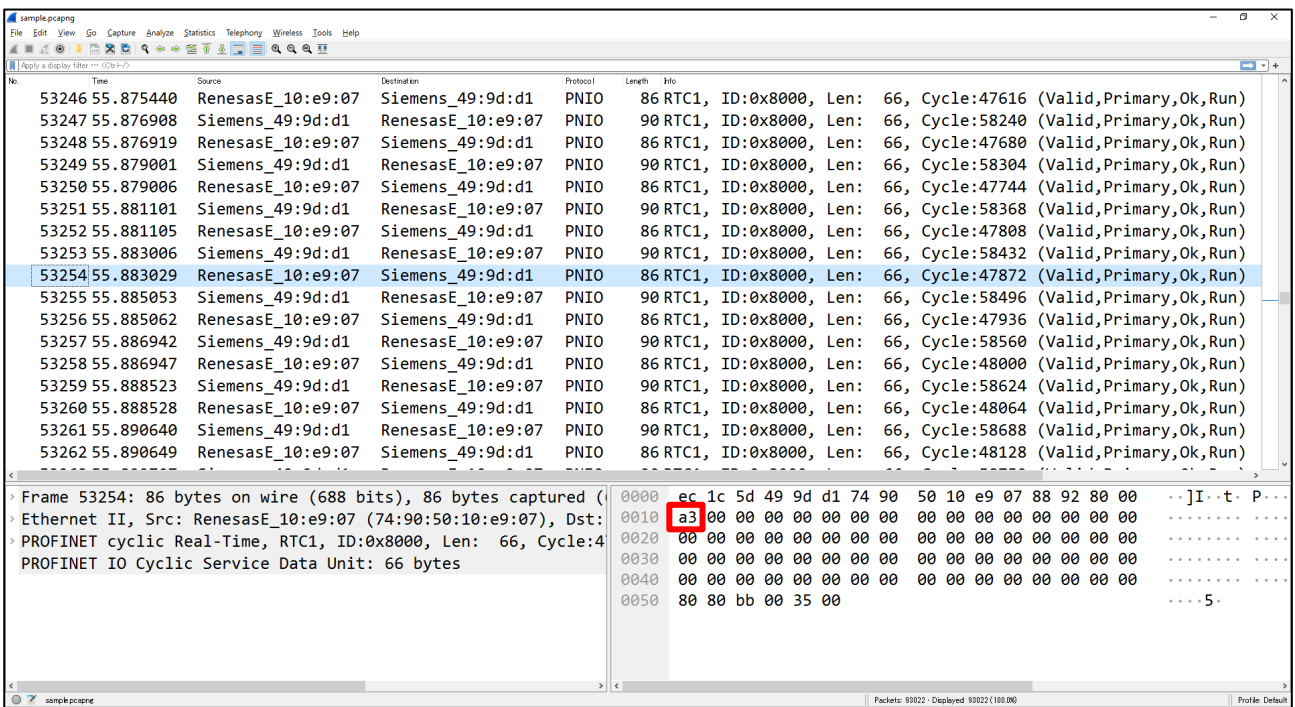 sample.pcapng
File Edit View Go Capture Analyze Statistics Telephony Wireless Tools Help
Apply a display filter ··· <Ctrl-/>
No. Time Source Destination Protocol Length Info
53246 55.875440 RenesasE_10:e9:07 Siemens_49:9d:d1 PNIO 86 RTC1, ID:0x8000, Len: 66, Cycle:47616 (Valid,Primary,Ok,Run)
53247 55.876908 Siemens_49:9d:d1 RenesasE_10:e9:07 PNIO 90 RTC1, ID:0x8000, Len: 66, Cycle:58240 (Valid,Primary,Ok,Run)
53248 55.876919 RenesasE_10:e9:07 Siemens_49:9d:d1 PNIO 86 RTC1, ID:0x8000, Len: 66, Cycle:47680 (Valid,Primary,Ok,Run)
53249 55.879001 Siemens_49:9d:d1 RenesasE_10:e9:07 PNIO 90 RTC1, ID:0x8000, Len: 66, Cycle:58304 (Valid,Primary,Ok,Run)
53250 55.879006 RenesasE_10:e9:07 Siemens_49:9d:d1 PNIO 86 RTC1, ID:0x8000, Len: 66, Cycle:47744 (Valid,Primary,Ok,Run)
53251 55.881101 Siemens_49:9d:d1 RenesasE_10:e9:07 PNIO 90 RTC1, ID:0x8000, Len: 66, Cycle:58368 (Valid,Primary,Ok,Run)
53252 55.881105 RenesasE_10:e9:07 Siemens_49:9d:d1 PNIO 86 RTC1, ID:0x8000, Len: 66, Cycle:47808 (Valid,Primary,Ok,Run)
53253 55.883006 Siemens_49:9d:d1 RenesasE_10:e9:07 PNIO 90 RTC1, ID:0x8000, Len: 66, Cycle:58432 (Valid,Primary,Ok,Run)
53254 55.883029 RenesasE_10:e9:07 Siemens_49:9d:d1 PNIO 86 RTC1, ID:0x8000, Len: 66, Cycle:47872 (Valid,Primary,Ok,Run)
53255 55.885053 Siemens_49:9d:d1 RenesasE_10:e9:07 PNIO 90 RTC1, ID:0x8000, Len: 66, Cycle:58496 (Valid,Primary,Ok,Run)
53256 55.885062 RenesasE_10:e9:07 Siemens_49:9d:d1 PNIO 86 RTC1, ID:0x8000, Len: 66, Cycle:47936 (Valid,Primary,Ok,Run)
53257 55.886942 Siemens_49:9d:d1 RenesasE_10:e9:07 PNIO 90 RTC1, ID:0x8000, Len: 66, Cycle:58560 (Valid,Primary,Ok,Run)
53258 55.886947 RenesasE_10:e9:07 Siemens_49:9d:d1 PNIO 86 RTC1, ID:0x8000, Len: 66, Cycle:48000 (Valid,Primary,Ok,Run)
53259 55.888523 Siemens_49:9d:d1 RenesasE_10:e9:07 PNIO 90 RTC1, ID:0x8000, Len: 66, Cycle:58624 (Valid,Primary,Ok,Run)
53260 55.888528 RenesasE_10:e9:07 Siemens_49:9d:d1 PNIO 86 RTC1, ID:0x8000, Len: 66, Cycle:48064 (Valid,Primary,Ok,Run)
53261 55.890640 Siemens_49:9d:d1 RenesasE_10:e9:07 PNIO 90 RTC1, ID:0x8000, Len: 66, Cycle:58688 (Valid,Primary,Ok,Run)
53262 55.890649 RenesasE_10:e9:07 Siemens_49:9d:d1 PNIO 86 RTC1, ID:0x8000, Len: 66, Cycle:48128 (Valid,Primary,Ok,Run)
Frame 53254: 86 bytes on wire (688 bits), 86 bytes captured (
Ethernet II, Src: RenesasE_10:e9:07 (74:90:50:10:e9:07), Dst:
PROFINET cyclic Real-Time, RTC1, ID:0x8000, Len: 66, Cycle:4
PROFINET IO Cyclic Service Data Unit: 66 bytes
0000 ec 1c 5d 49 9d d1 74 90 50 10 e9 07 88 92 80 00 ··]I··t· P···
0010 a3 00 00 00 00 00 00 00 00 00 00 00 00 00 00 00 ········ ····
0020 00 00 00 00 00 00 00 00 00 00 00 00 00 00 00 00 ········ ····
0030 00 00 00 00 00 00 00 00 00 00 00 00 00 00 00 00 ········ ····
0040 00 00 00 00 00 00 00 00 00 00 00 00 00 00 00 00 ········ ····
0050 80 80 bb 00 35 00 ····5·
sample.pcapng Packets: 93022 · Displayed: 93022 (100.0%) Profile: Default